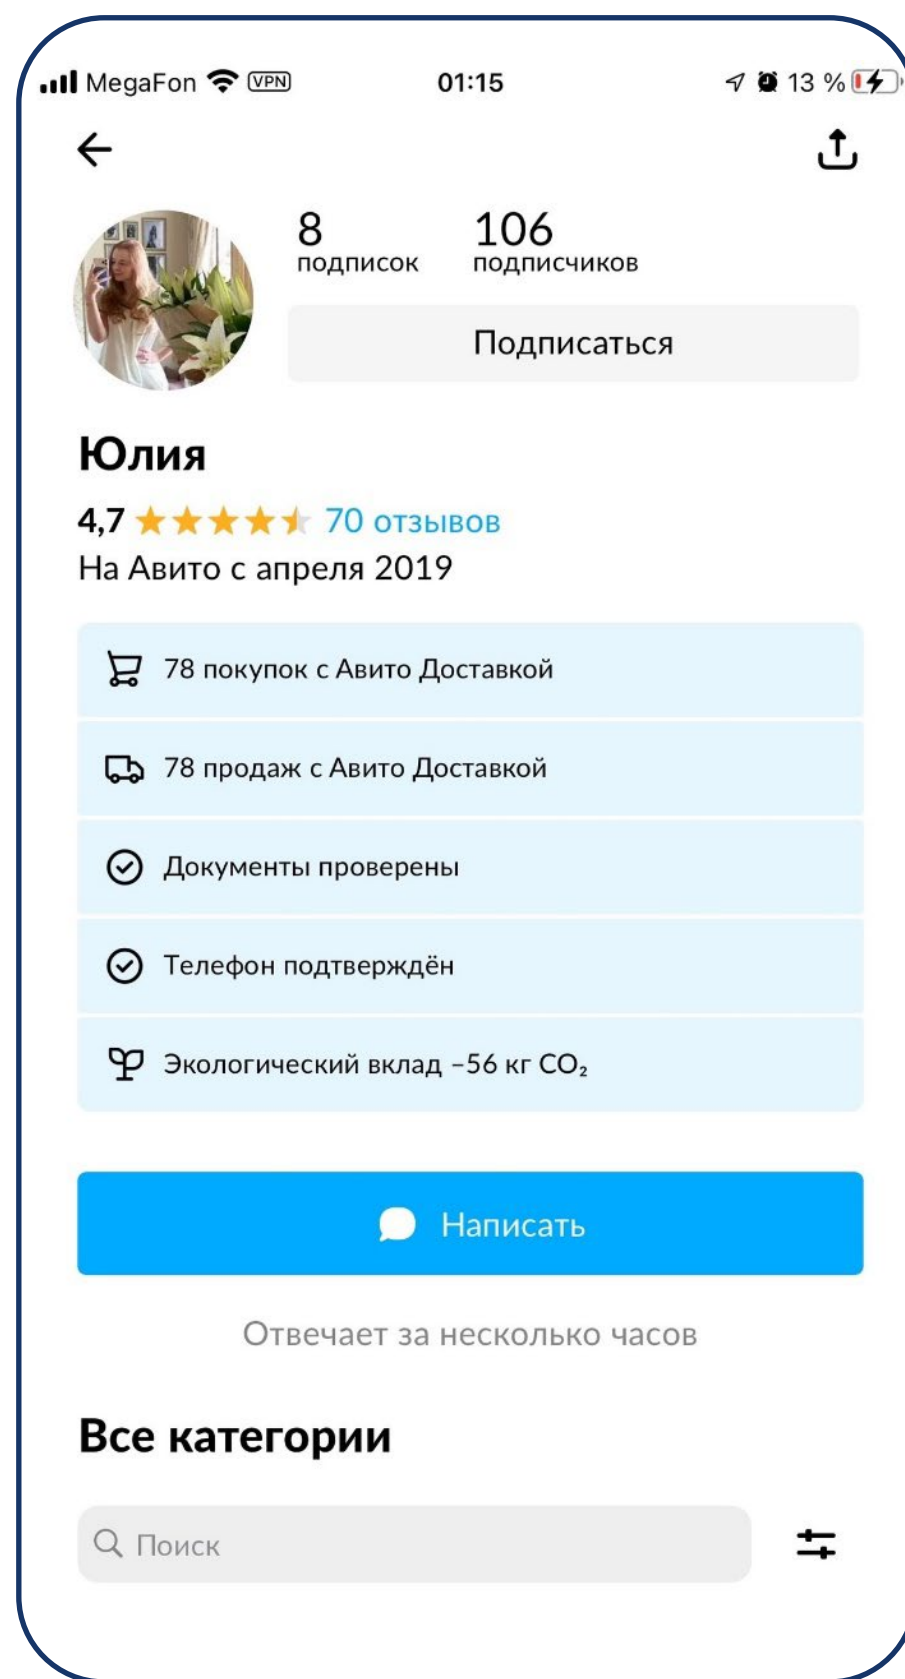 MegaFon VPN 01:15 13 %
8 106
подписок подписчиков
Подписаться
Юлия
4,7 70 отзывов
На Авито с апреля 2019
78 покупок с Авито Доставкой
78 продаж с Авито Доставкой
Документы проверены
Телефон подтверждён
Экологический вклад –56 кг CO₂
Написать
Отвечает за несколько часов
Все категории
Поиск